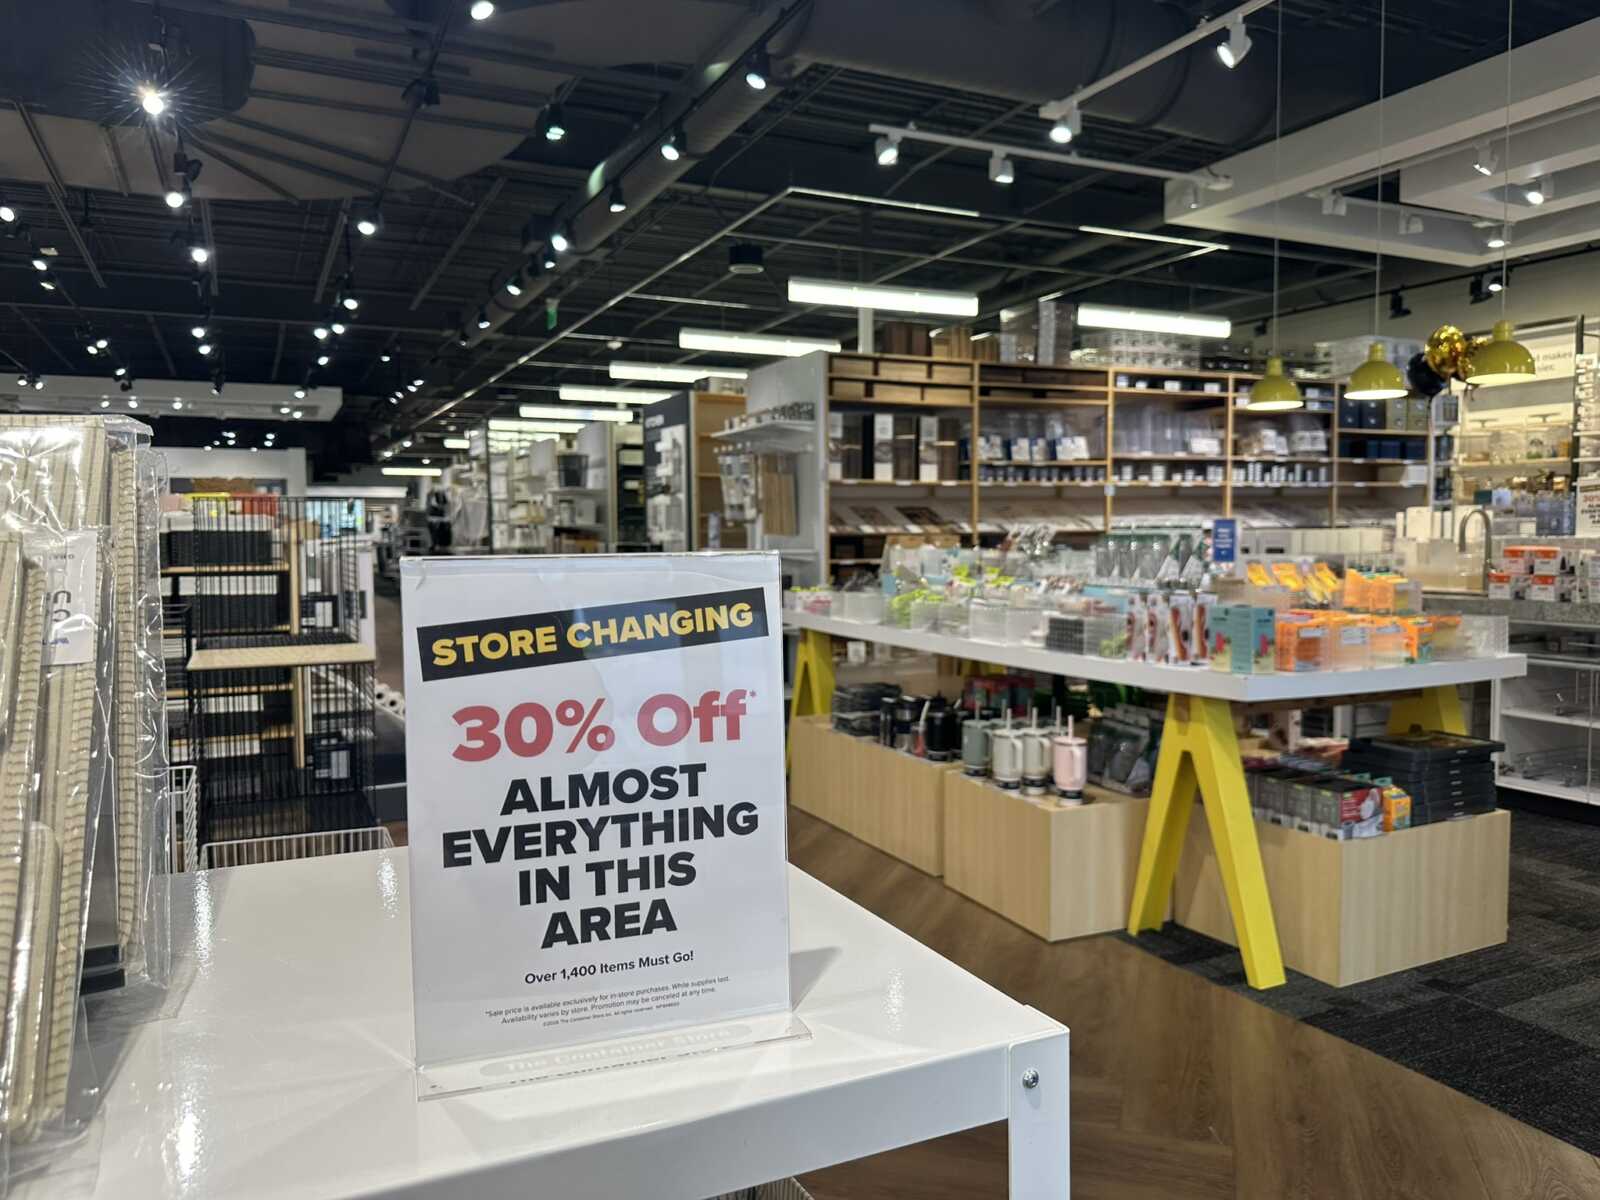 STORE CHANGING
30% Off*
ALMOST
EVERYTHING
IN THIS
AREA
Over 1,400 Items Must Go!
*Sale price is available exclusively for in-store purchases. While supplies last.
Availability varies by store. Promotion may be canceled at any time.
The Container Store
30%